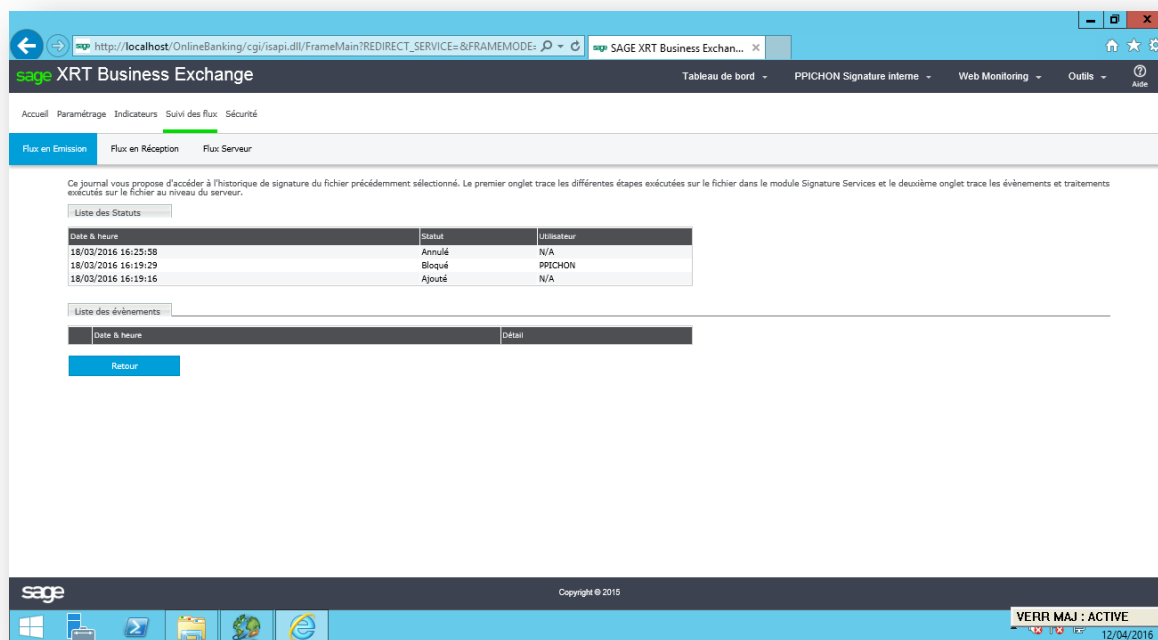 http://localhost/OnlineBanking/cgi/isapi.dll/FrameMain?REDIRECT_SERVICE=&FRAMEMODE:
sage SAGE XRT Business Exchan...
sage XRT Business Exchange
Tableau de bord
PPICHON Signature interne
Web Monitoring
Outils
Aide
Accueil Paramétrage Indicateurs Suivi des flux Sécurité
Flux en Emission Flux en Réception Flux Serveur
Ce journal vous propose d'accéder à l'historique de signature du fichier précédemment sélectionné. Le premier onglet trace les différentes étapes exécutées sur le fichier dans le module Signature Services et le deuxième onglet trace les évènements et traitements
exécutés sur le fichier au niveau du serveur.
Liste des Statuts
Date & heure Statut Utilisateur
18/03/2016 16:25:58 Annulé N/A
18/03/2016 16:19:29 Bloqué PPICHON
18/03/2016 16:19:16 Ajouté N/A
Liste des évènements
Date & heure Détail
Retour
sage
Copyright © 2015
VERR MAJ : ACTIVE
12/04/2016